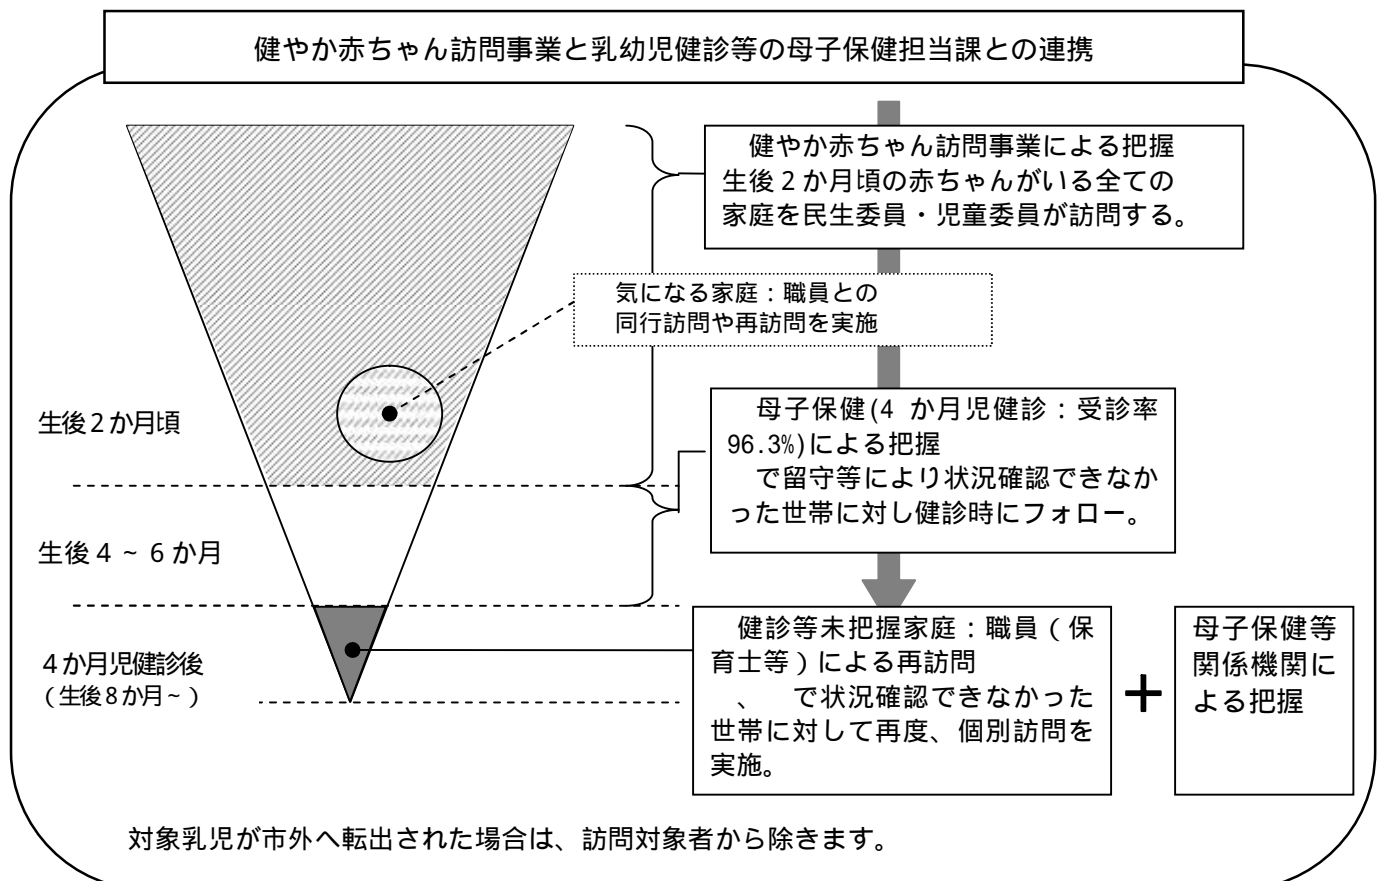 健やか赤ちゃん訪問事業と乳幼児健診等の母子保健担当課との連携
健やか赤ちゃん訪問事業による把握
生後2か月頃の赤ちゃんがいる全ての
家庭を民生委員・児童委員が訪問する。
気になる家庭：職員との
同行訪問や再訪問を実施
生後2か月頃
母子保健(4 か月児健診：受診率
96.3%)による把握
で留守等により状況確認できなか
った世帯に対し健診時にフォロー。
生後4～6か月
健診等未把握家庭：職員（保
育士等）による再訪問
、　で状況確認できなかった
世帯に対して再度、個別訪問を
実施。
+
母子保健等
関係機関に
よる把握
4か月児健診後
（生後8か月～）
対象乳児が市外へ転出された場合は、訪問対象者から除きます。